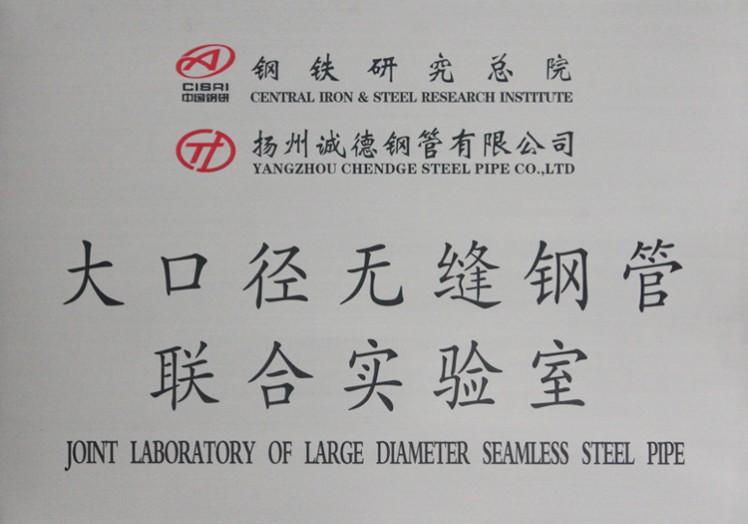 钢铁研究总院
CISRI
中国钢研
CENTRAL IRON & STEEL RESEARCH INSTITUTE
扬州诚德钢管有限公司
YANGZHOU CHENDGE STEEL PIPE CO.,LTD
大口径无缝钢管
联合实验室
JOINT LABORATORY OF LARGE DIAMETER SEAMLESS STEEL PIPE